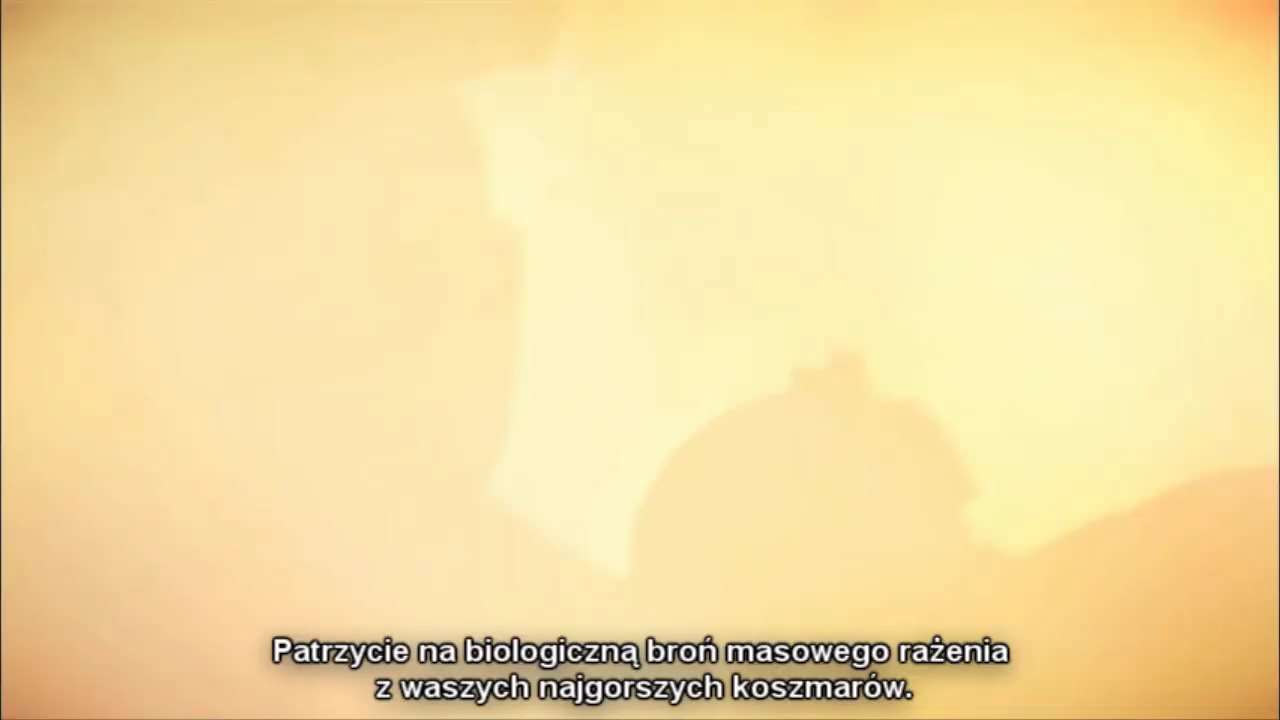 Patrzycie na biologiczną broń masowego rażenia
z waszych najgorszych koszmarów.